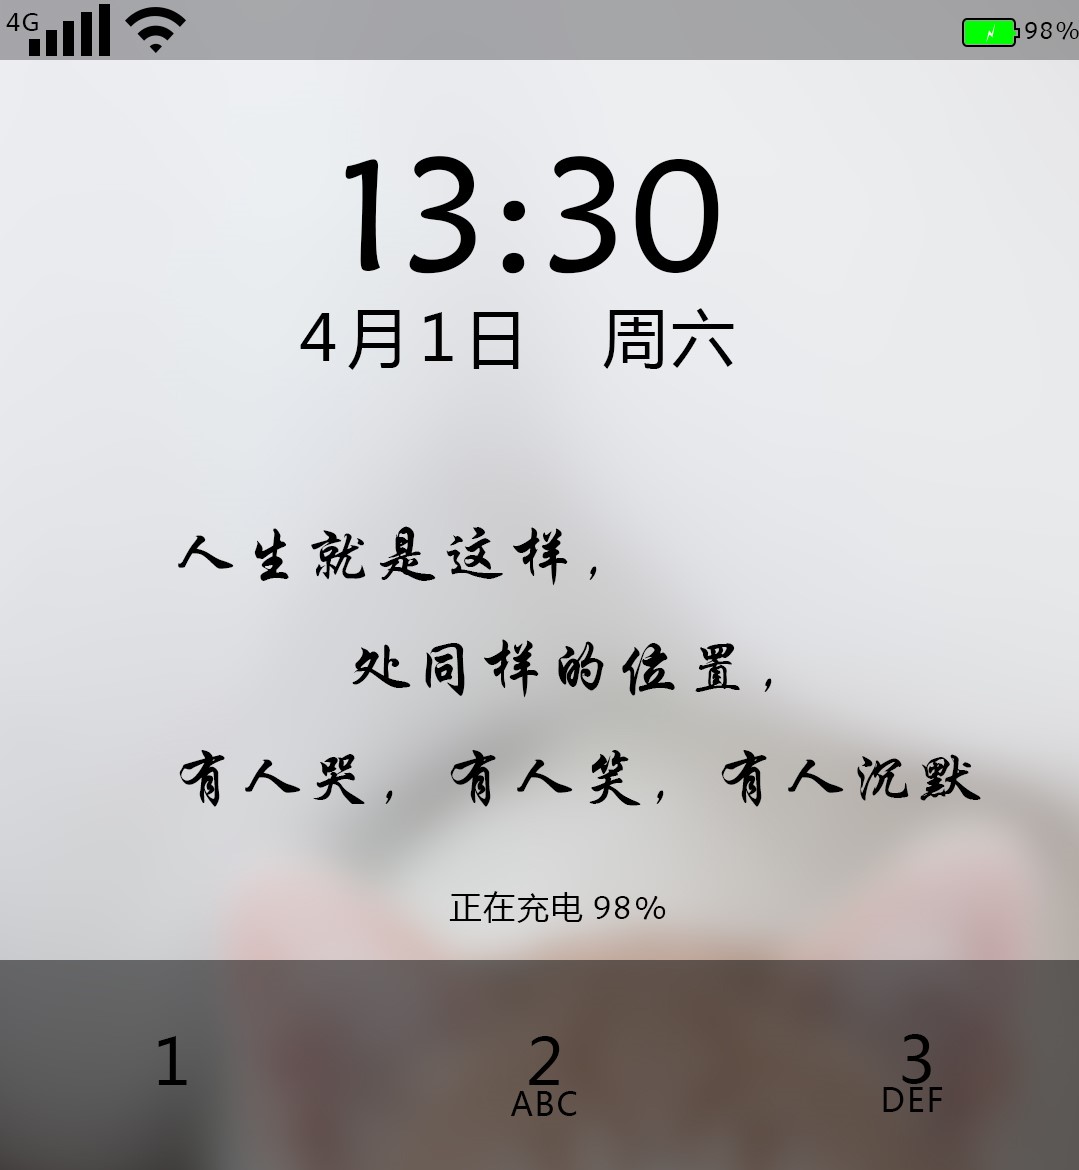 4G 98%
13:30
4月1日 周六
人生就是这样，
处同样的位置，
有人哭，有人笑，有人沉默
正在充电 98%
1 2 3
ABC DEF